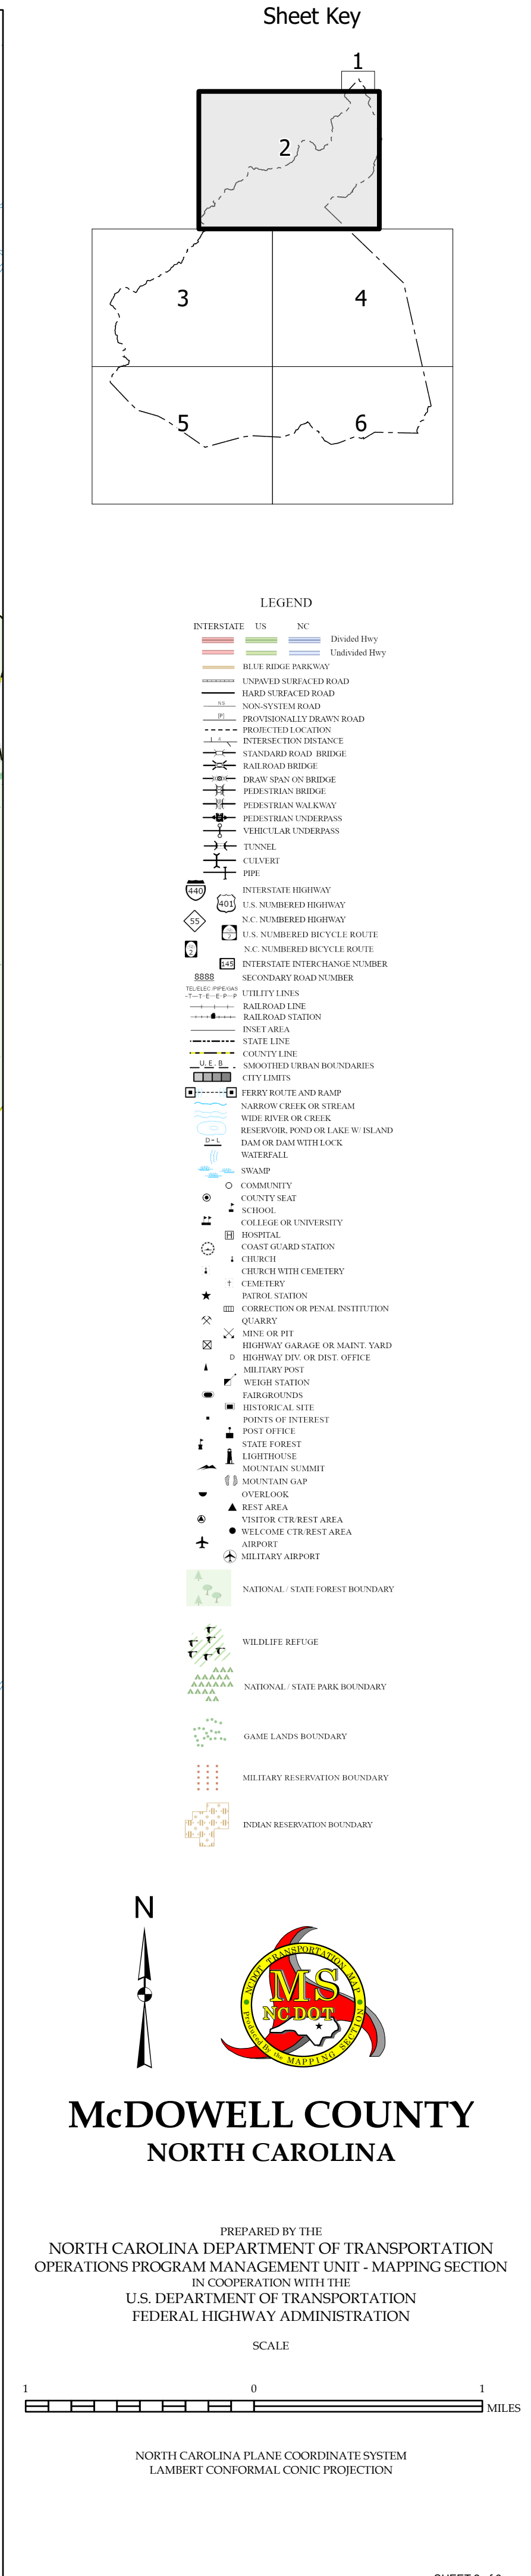 Sheet Key
1
2
3
4
5
6
LEGEND
INTERSTATE US NC
Divided Hwy
Undivided Hwy
BLUE RIDGE PARKWAY
UNPAVED SURFACED ROAD
HARD SURFACED ROAD
NS NON-SYSTEM ROAD
[P] PROVISIONALLY DRAWN ROAD
PROJECTED LOCATION
INTERSECTION DISTANCE
STANDARD ROAD BRIDGE
RAILROAD BRIDGE
DRAW SPAN ON BRIDGE
PEDESTRIAN BRIDGE
PEDESTRIAN WALKWAY
PEDESTRIAN UNDERPASS
VEHICULAR UNDERPASS
TUNNEL
CULVERT
PIPE
440 INTERSTATE HIGHWAY
401 U.S. NUMBERED HIGHWAY
55 N.C. NUMBERED HIGHWAY
2 U.S. NUMBERED BICYCLE ROUTE
2 N.C. NUMBERED BICYCLE ROUTE
145 INTERSTATE INTERCHANGE NUMBER
8888 SECONDARY ROAD NUMBER
TEL/ELEC/PIPE/GAS
-T—T-E—E-P—P UTILITY LINES
RAILROAD LINE
RAILROAD STATION
INSET AREA
STATE LINE
COUNTY LINE
U.E.B SMOOTHED URBAN BOUNDARIES
CITY LIMITS
FERRY ROUTE AND RAMP
NARROW CREEK OR STREAM
WIDE RIVER OR CREEK
RESERVOIR, POND OR LAKE W/ ISLAND
D-L DAM OR DAM WITH LOCK
WATERFALL
SWAMP
COMMUNITY
COUNTY SEAT
SCHOOL
COLLEGE OR UNIVERSITY
H HOSPITAL
COAST GUARD STATION
CHURCH
CHURCH WITH CEMETERY
CEMETERY
PATROL STATION
CORRECTION OR PENAL INSTITUTION
QUARRY
MINE OR PIT
HIGHWAY GARAGE OR MAINT. YARD
D HIGHWAY DIV. OR DIST. OFFICE
MILITARY POST
WEIGH STATION
FAIRGROUNDS
HISTORICAL SITE
POINTS OF INTEREST
POST OFFICE
STATE FOREST
LIGHTHOUSE
MOUNTAIN SUMMIT
MOUNTAIN GAP
OVERLOOK
REST AREA
VISITOR CTR/REST AREA
WELCOME CTR/REST AREA
AIRPORT
MILITARY AIRPORT
NATIONAL / STATE FOREST BOUNDARY
WILDLIFE REFUGE
NATIONAL / STATE PARK BOUNDARY
GAME LANDS BOUNDARY
MILITARY RESERVATION BOUNDARY
INDIAN RESERVATION BOUNDARY
N
NCDOT TRANSPORTATION MAP
MS
NCDOT
Produced By the MAPPING SECTION
McDOWELL COUNTY
NORTH CAROLINA
PREPARED BY THE
NORTH CAROLINA DEPARTMENT OF TRANSPORTATION
OPERATIONS PROGRAM MANAGEMENT UNIT - MAPPING SECTION
IN COOPERATION WITH THE
U.S. DEPARTMENT OF TRANSPORTATION
FEDERAL HIGHWAY ADMINISTRATION
SCALE
1 0 1
MILES
NORTH CAROLINA PLANE COORDINATE SYSTEM
LAMBERT CONFORMAL CONIC PROJECTION